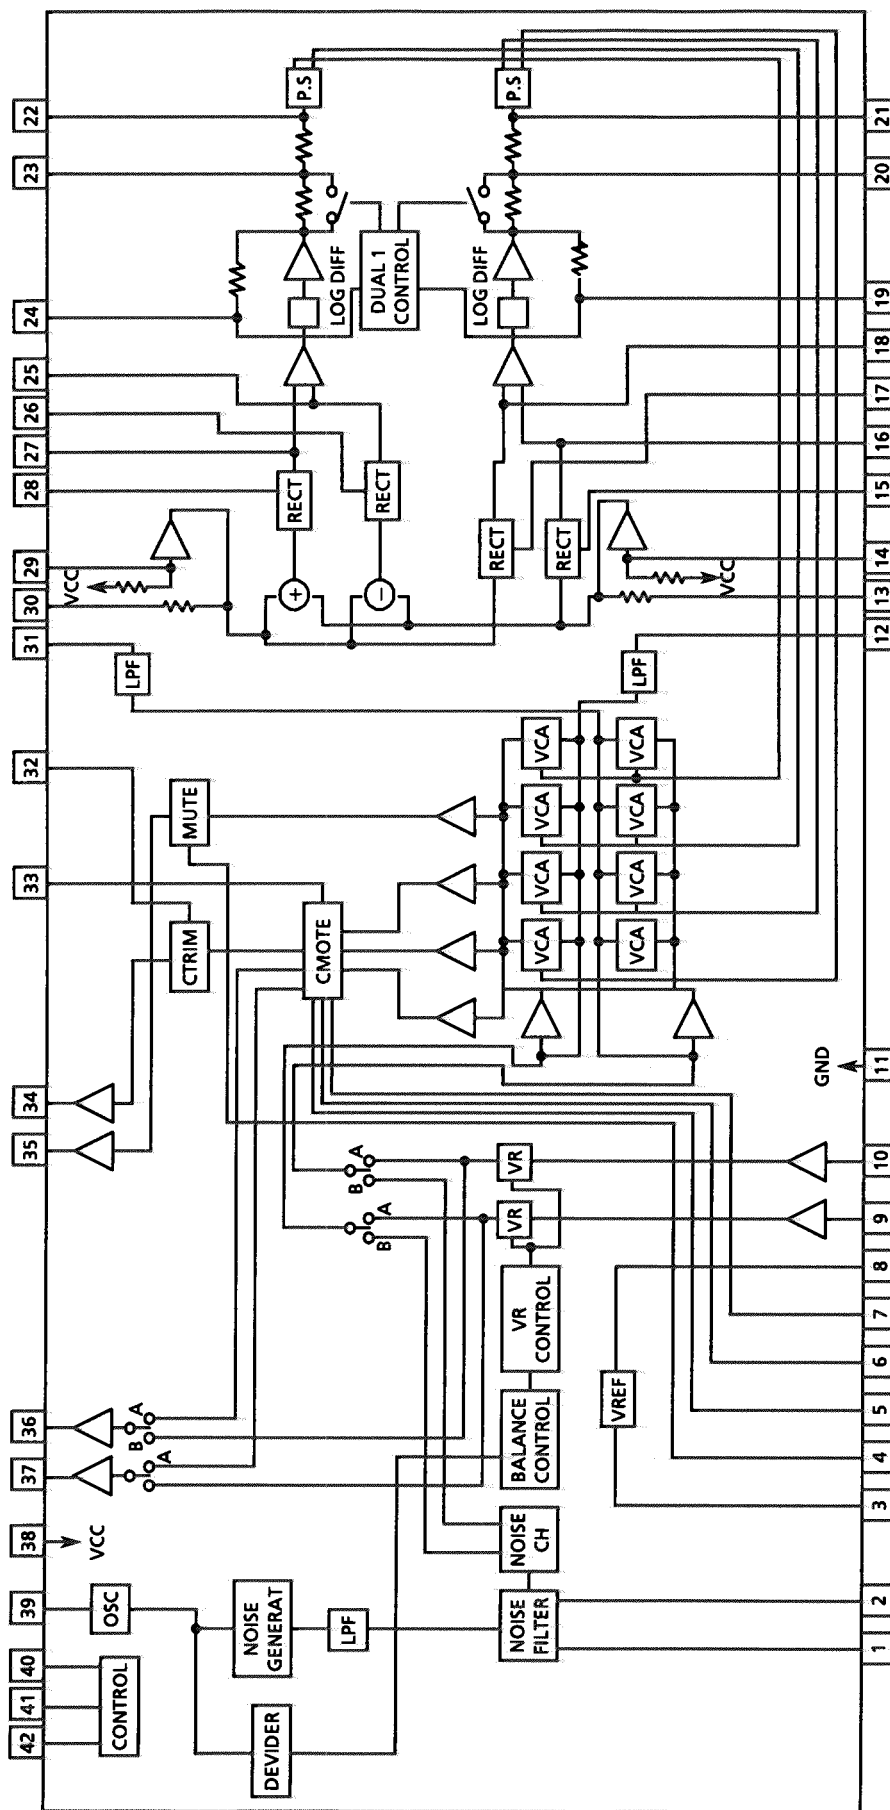 42
41
40
39
38
37
36
35
34
33
32
31
30
29
28
27
26
25
24
23
22
CONTROL
OSC
VCC
DEVIDER
NOISE
GENERAT
LPF
A
B
A
NOISE
FILTER
NOISE
CH
BALANCE
CONTROL
VR
CONTROL
VREF
VR
VR
A
B
A
B
GND
MUTE
CTRIM
CMOTE
VCA
VCA
VCA
VCA
VCA
VCA
VCA
VCA
LPF
LPF
VCC
VCC
+
−
RECT
RECT
RECT
RECT
LOG DIFF
LOG DIFF
DUAL 1
CONTROL
P.S
P.S
1
2
3
4
5
6
7
8
9
10
11
12
13
14
15
16
17
18
19
20
21